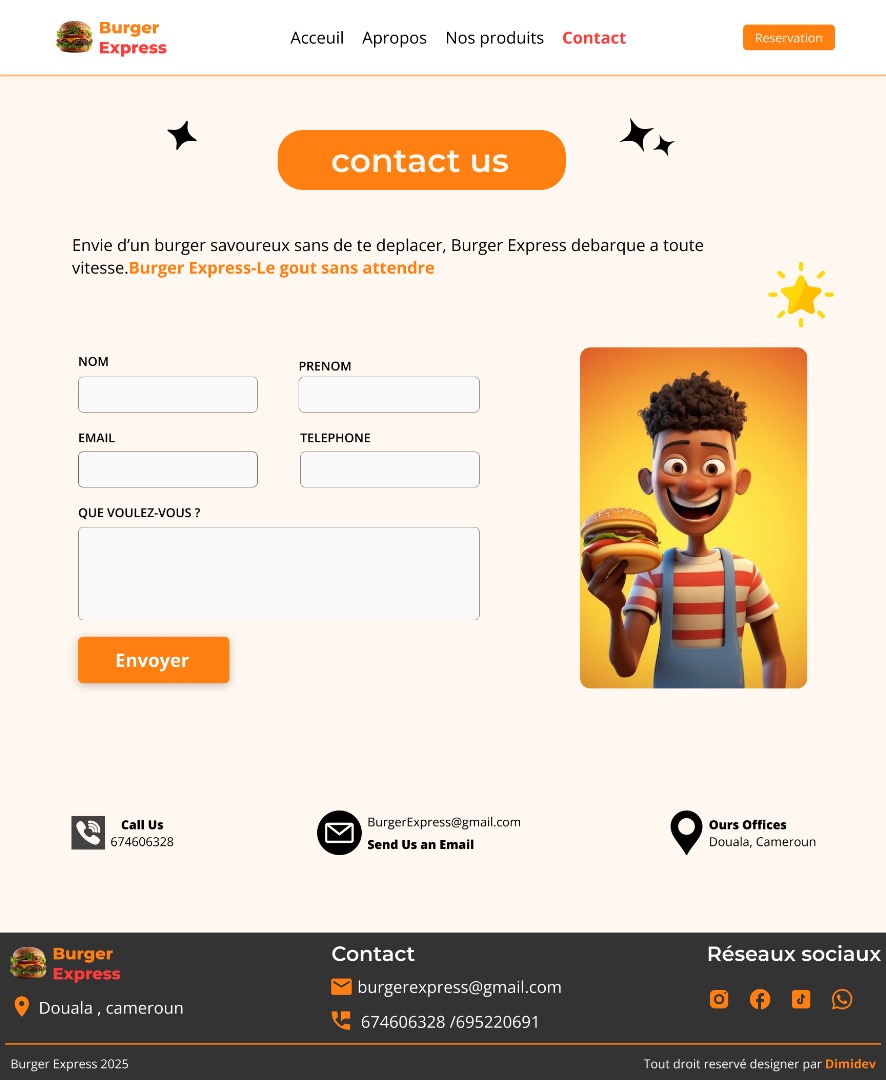 Burger
Express
Acceuil Apropos Nos produits Contact
Reservation
contact us
Envie d’un burger savoureux sans de te deplacer, Burger Express debarque a toute
vitesse.Burger Express-Le gout sans attendre
NOM
PRENOM
EMAIL
TELEPHONE
QUE VOULEZ-VOUS ?
Envoyer
Call Us
674606328
BurgerExpress@gmail.com
Send Us an Email
Ours Offices
Douala, Cameroun
Burger
Express
Douala , cameroun
Contact
burgerexpress@gmail.com
674606328 /695220691
Réseaux sociaux
Burger Express 2025
Tout droit reservé designer par Dimidev